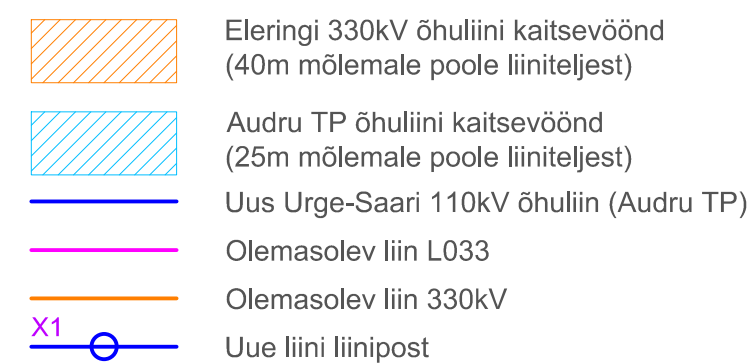 Eleringi 330kV õhuliini kaitsevöönd
(40m mõlemale poole liiniteljest)
Audru TP õhuliini kaitsevöönd
(25m mõlemale poole liiniteljest)
Uus Urge-Saari 110kV õhuliin (Audru TP)
Olemasolev liin L033
Olemasolev liin 330kV
X1
Uue liini liinipost